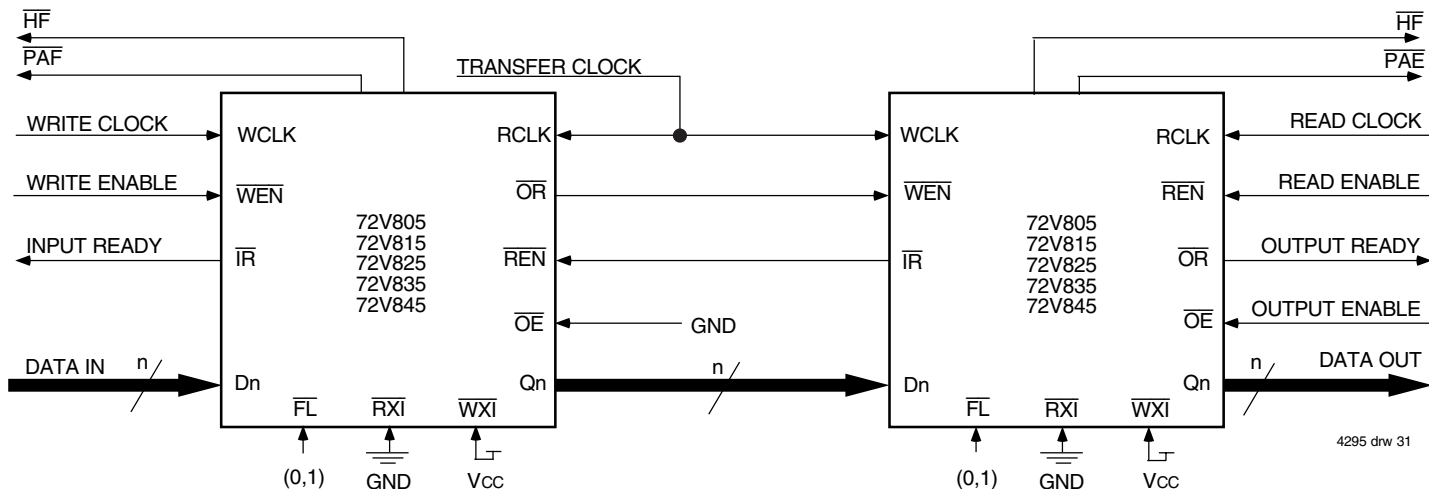 HF HF
PAF TRANSFER CLOCK PAE
WRITE CLOCK WCLK RCLK WCLK RCLK READ CLOCK
WRITE ENABLE WEN OR WEN REN READ ENABLE
72V805 72V805
72V815 72V815
INPUT READY IR 72V825 REN IR 72V825 OR OUTPUT READY
72V835 72V835
72V845 72V845
OE GND OE OUTPUT ENABLE
DATA IN n Dn Qn n Dn Qn n DATA OUT
FL RXI WXI FL RXI WXI
4295 drw 31
(0,1) GND VCC (0,1) GND VCC